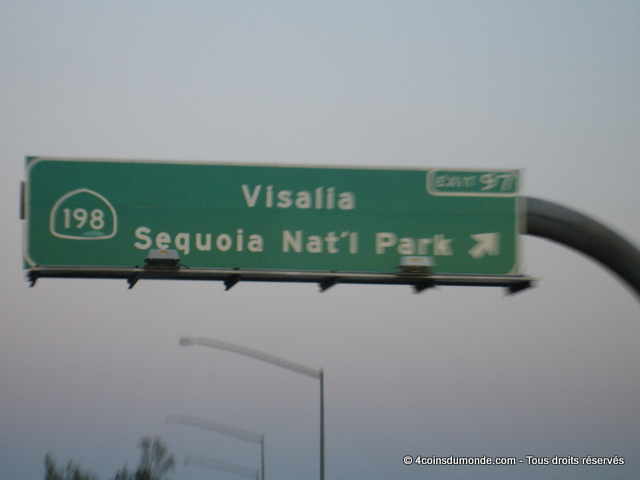 EXIT 97
Visalia
198
Sequoia Nat'l Park
© 4coinsdumonde.com - Tous droits réservés